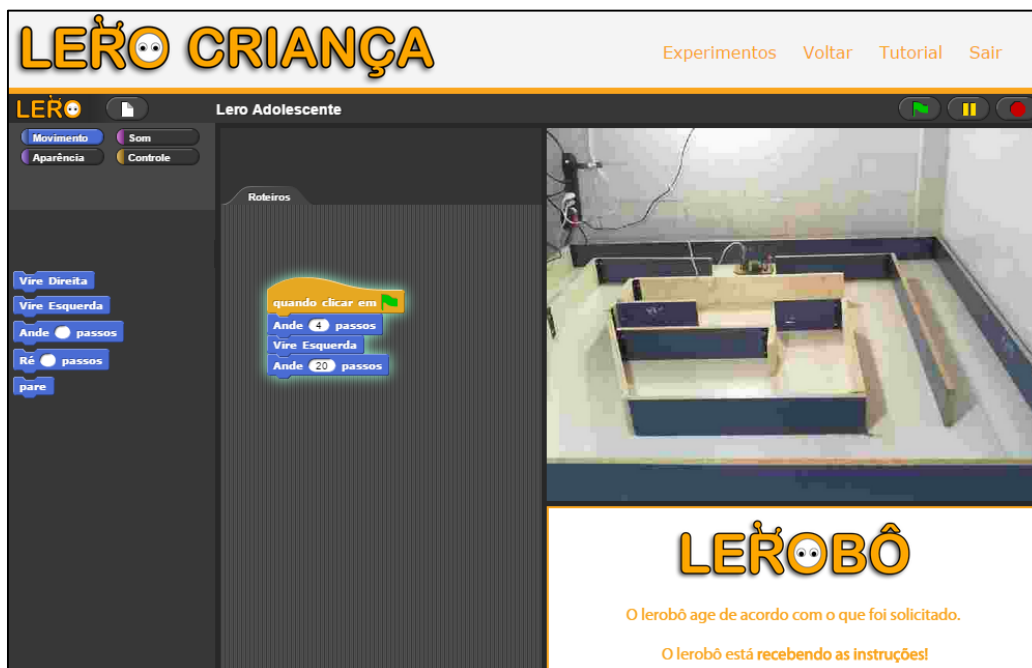 LERO CRIANÇA
Experimentos Voltar Tutorial Sair
LERO Lero Adolescente
Movimento Som
Aparência Controle
Roteiros
Vire Direita
Vire Esquerda
Ande passos
Ré passos
pare
quando clicar em
Ande 4 passos
Vire Esquerda
Ande 20 passos
LEROBÔ
O lerobô age de acordo com o que foi solicitado.
O lerobô está recebendo as instruções!